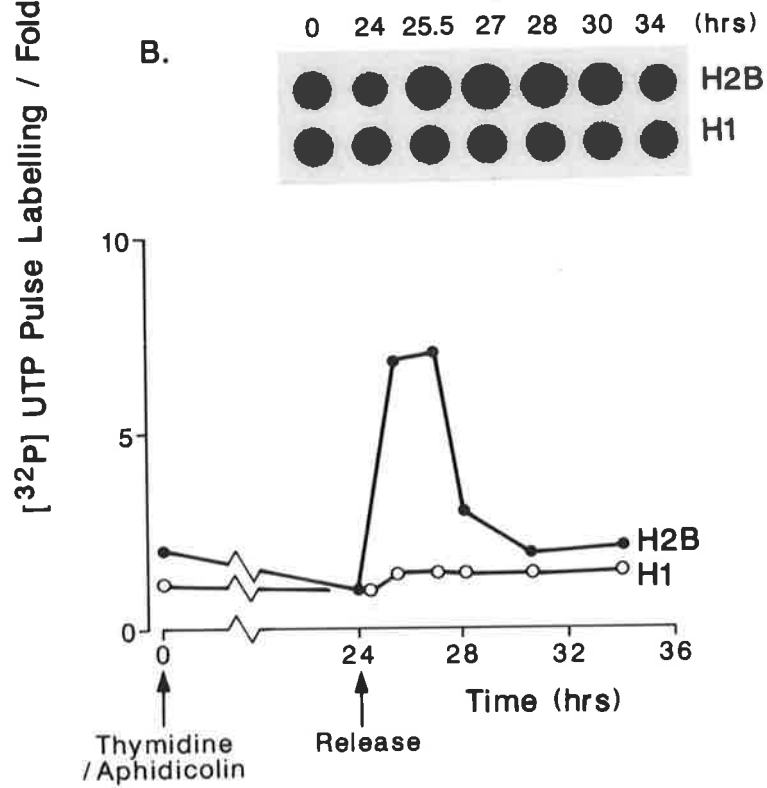 0 24 25.5 27 28 30 34 (hrs)
B.
H2B
H1
[32P] UTP Pulse Labelling / Fold
10
5
0
H2B
H1
0 24 28 32 36
Time (hrs)
Thymidine
/Aphidicolin
Release